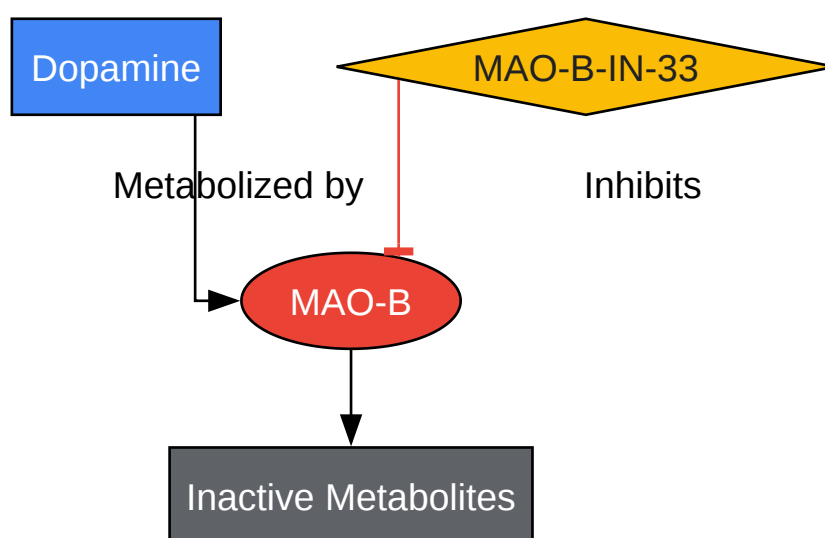 Dopamine
MAO-B-IN-33
Metabolized by
Inhibits
MAO-B
Inactive Metabolites